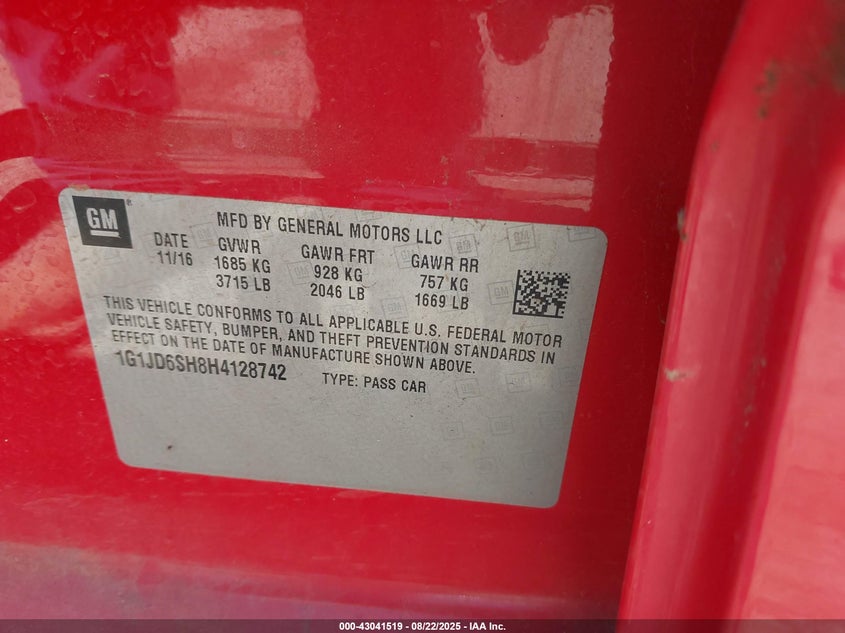 GM
MFD BY GENERAL MOTORS LLC
DATE GVWR GAWR FRT GAWR RR
11/16 1685 KG 928 KG 757 KG
3715 LB 2046 LB 1669 LB
THIS VEHICLE CONFORMS TO ALL APPLICABLE U.S. FEDERAL MOTOR
VEHICLE SAFETY, BUMPER, AND THEFT PREVENTION STANDARDS IN
EFFECT ON THE DATE OF MANUFACTURE SHOWN ABOVE.
1G1JD6SH8H4128742 TYPE: PASS CAR
000-43041519 - 08/22/2025 - IAA Inc.